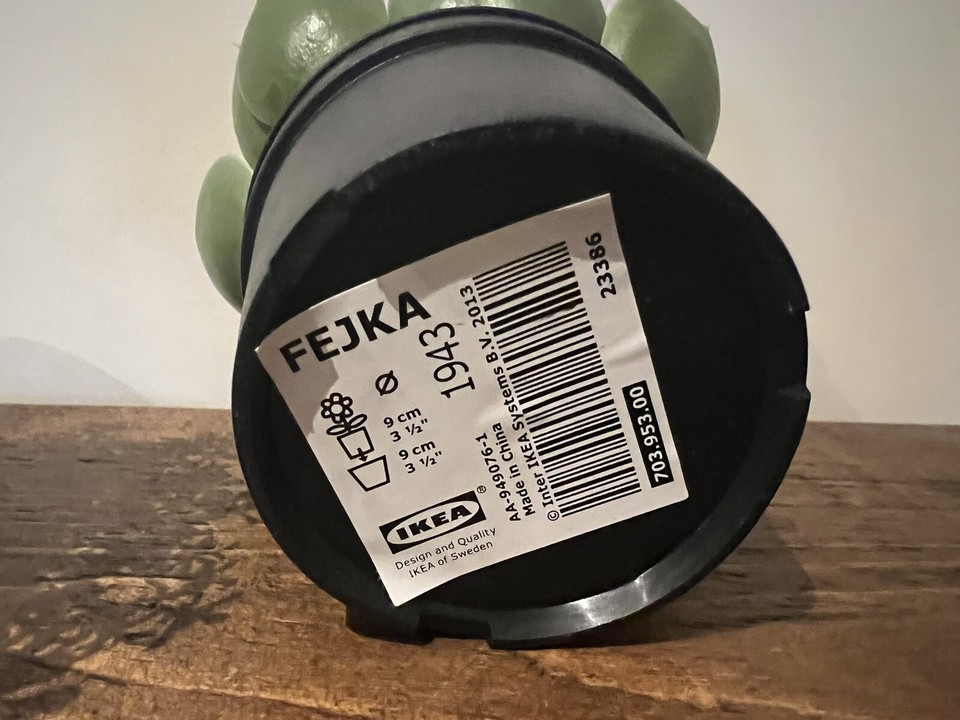 FEJKA
1943
Ø
9 cm
3 ½"
9 cm
3 ½"
IKEA®
Design and Quality
IKEA of Sweden
AA-949076-1
Made in China
© Inter IKEA Systems B.V. 2013
23386
703.953.00